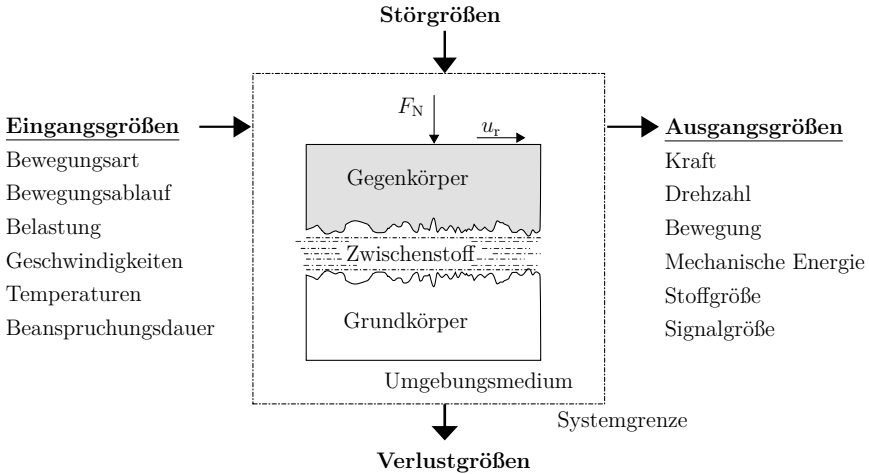 Störgrößen
Eingangsgrößen
Bewegungsart
Bewegungsablauf
Belastung
Geschwindigkeiten
Temperaturen
Beanspruchungsdauer
F_N
u_r
Gegenkörper
Zwischenstoff
Grundkörper
Umgebungsmedium
Systemgrenze
Ausgangsgrößen
Kraft
Drehzahl
Bewegung
Mechanische Energie
Stoffgröße
Signalgröße
Verlustgrößen